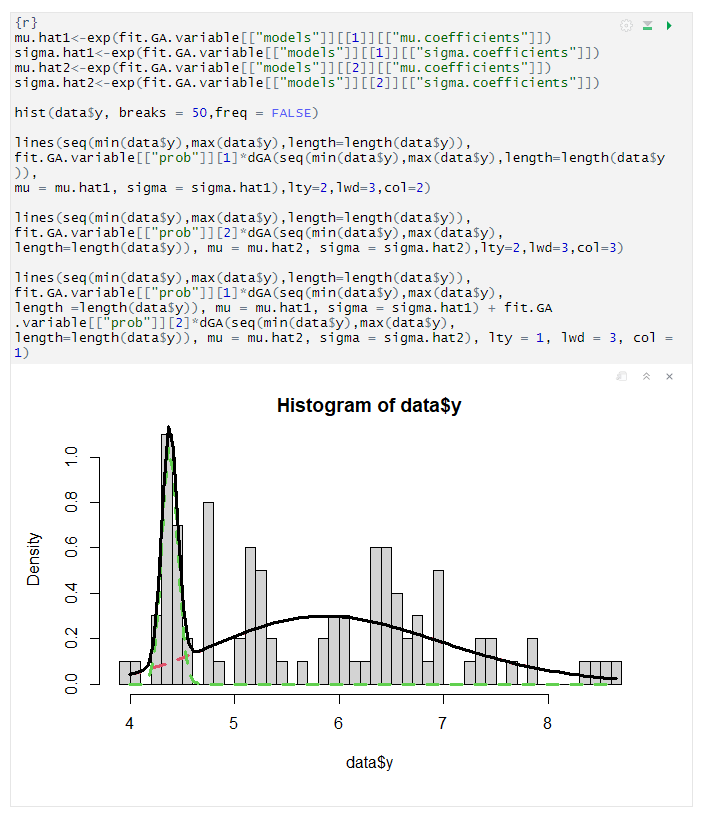 {r}
mu.hat1<-exp(fit.GA.variable[["models"]][[1]][["mu.coefficients"]])
sigma.hat1<-exp(fit.GA.variable[["models"]][[1]][["sigma.coefficients"]])
mu.hat2<-exp(fit.GA.variable[["models"]][[2]][["mu.coefficients"]])
sigma.hat2<-exp(fit.GA.variable[["models"]][[2]][["sigma.coefficients"]])
hist(data$y, breaks = 50,freq = FALSE)
lines(seq(min(data$y),max(data$y),length=length(data$y)),
fit.GA.variable[["prob"]][1]*dGA(seq(min(data$y),max(data$y),length=length(data$y
)),
mu = mu.hat1, sigma = sigma.hat1),lty=2,lwd=3,col=2)
lines(seq(min(data$y),max(data$y),length=length(data$y)),
fit.GA.variable[["prob"]][2]*dGA(seq(min(data$y),max(data$y),
length=length(data$y)), mu = mu.hat2, sigma = sigma.hat2),lty=2,lwd=3,col=3)
lines(seq(min(data$y),max(data$y),length=length(data$y)),
fit.GA.variable[["prob"]][1]*dGA(seq(min(data$y),max(data$y),
length =length(data$y)), mu = mu.hat1, sigma = sigma.hat1) + fit.GA
.variable[["prob"]][2]*dGA(seq(min(data$y),max(data$y),
length=length(data$y)), mu = mu.hat2, sigma = sigma.hat2), lty = 1, lwd = 3, col =
1)
Histogram of data$y
Density
1.0
0.8
0.6
0.4
0.2
0.0
4 5 6 7 8
data$y